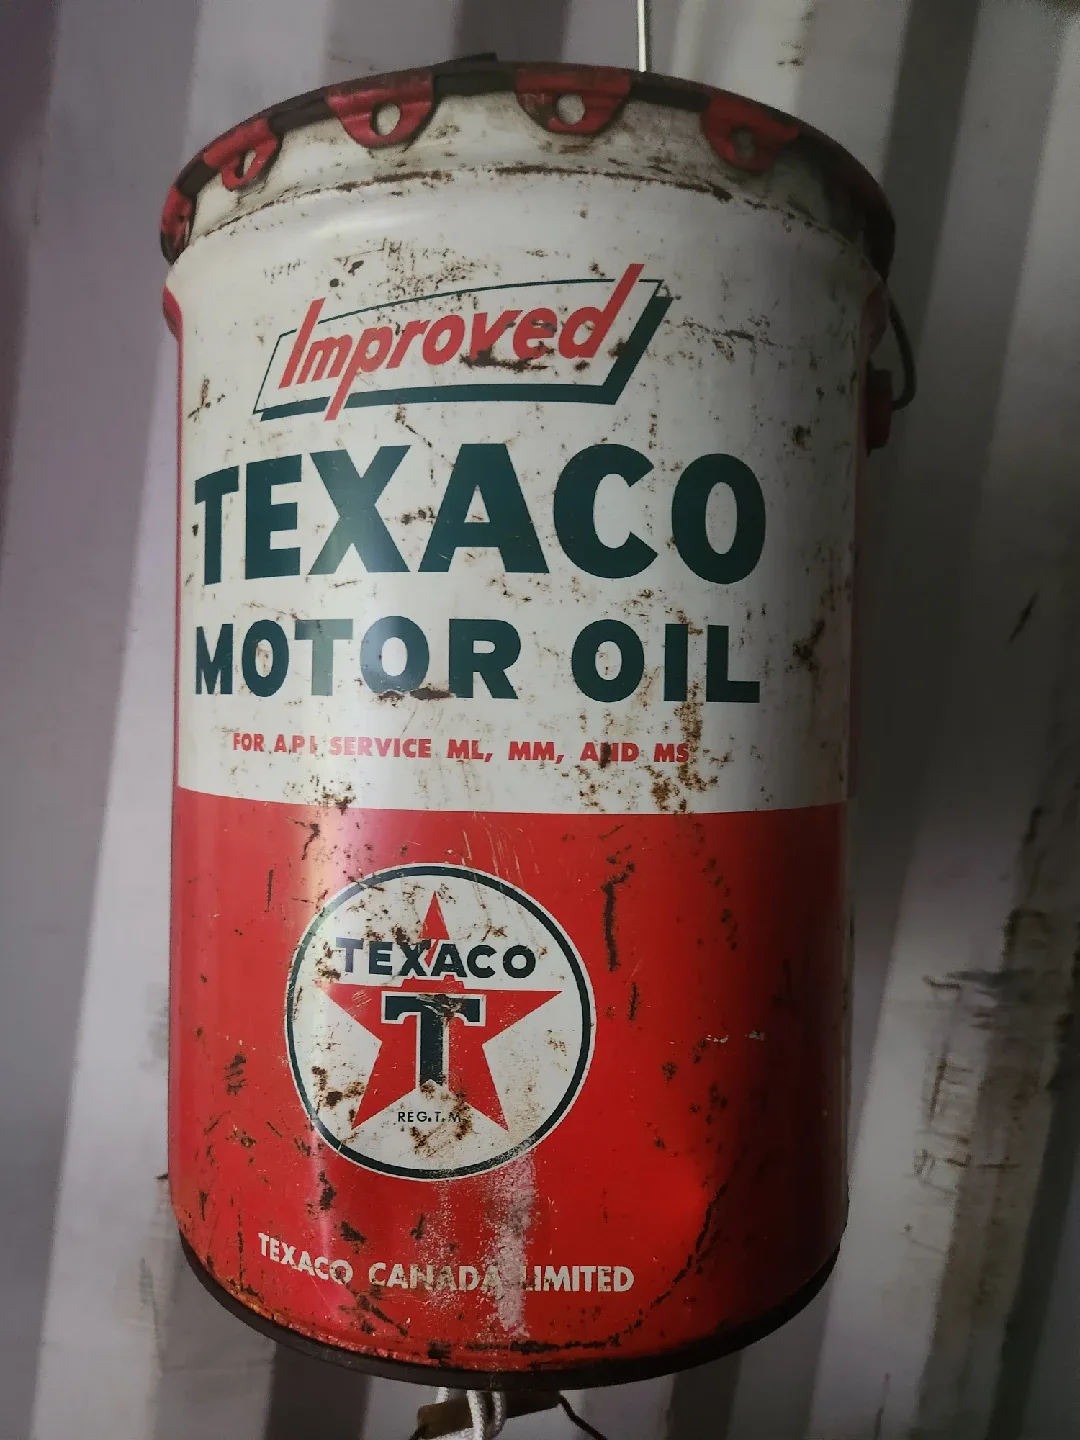 Improved
TEXACO
MOTOR OIL
FOR A.P.I. SERVICE ML, MM, AND MS
TEXACO
T
REG.T.M.
TEXACO CANADA LIMITED